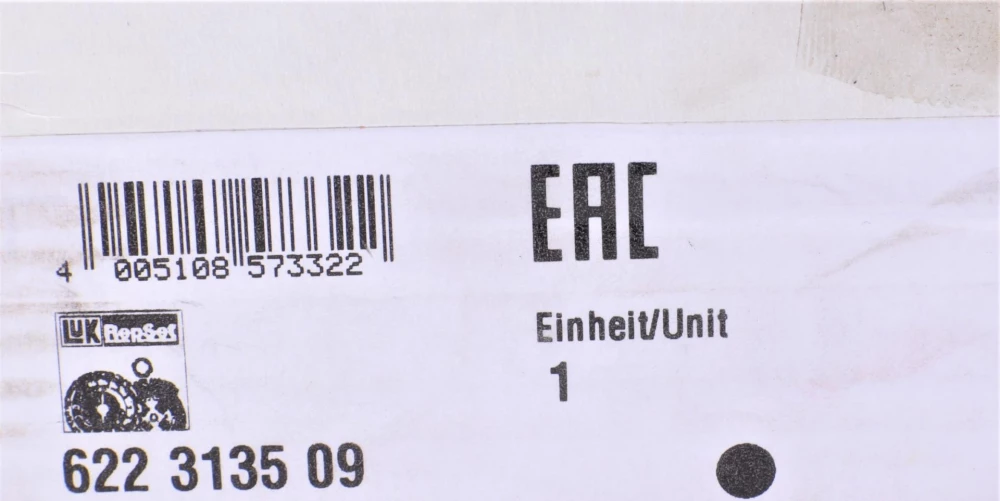 EAC
4 005108 573322
LUK RepSet
Einheit/Unit
1
622 3135 09